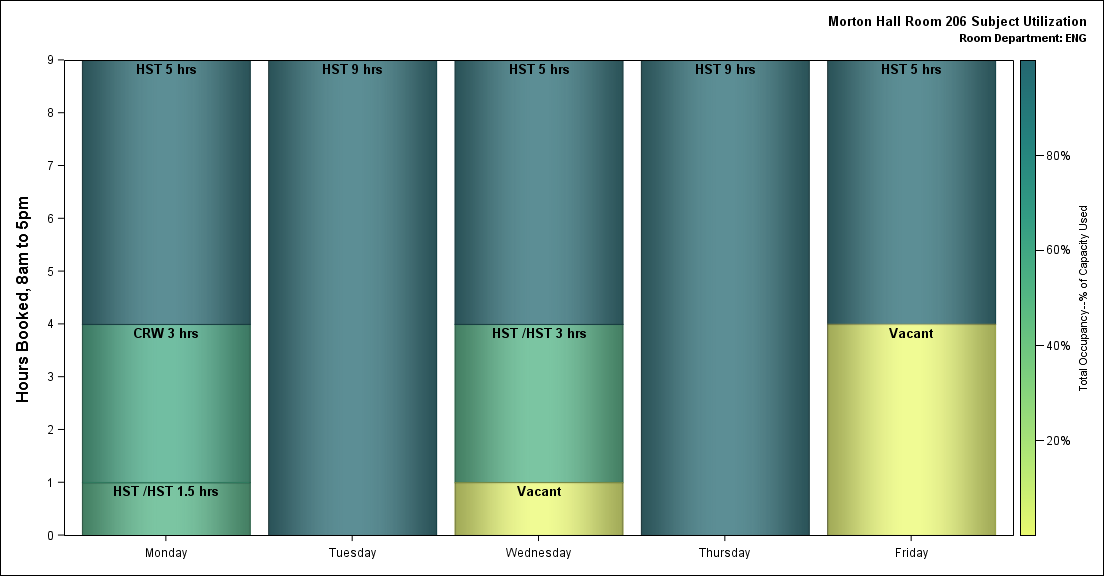 Morton Hall Room 206 Subject Utilization
Room Department: ENG
Hours Booked, 8am to 5pm
9
8
7
6
5
4
3
2
1
0
HST 5 hrs
CRW 3 hrs
HST /HST 1.5 hrs
HST 9 hrs
HST 5 hrs
HST /HST 3 hrs
Vacant
HST 9 hrs
HST 5 hrs
Vacant
Monday
Tuesday
Wednesday
Thursday
Friday
80%
60%
40%
20%
Total Occupancy--% of Capacity Used